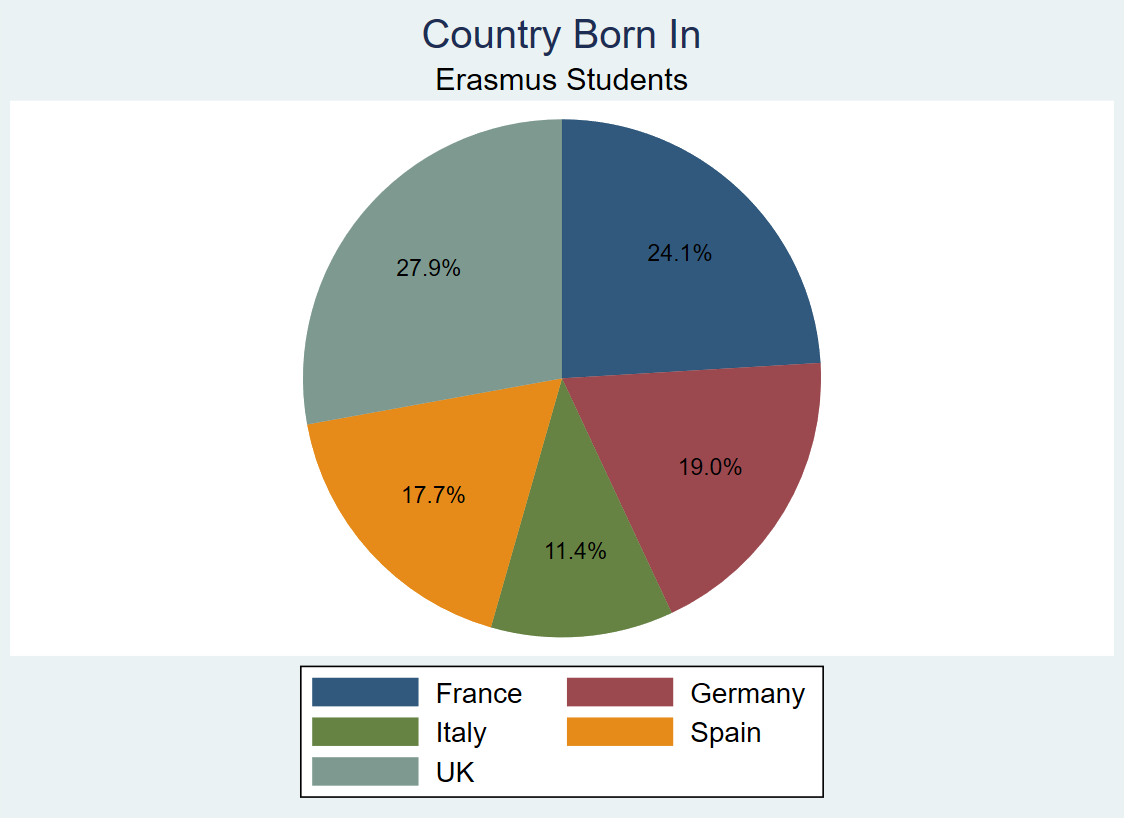 Country Born In
Erasmus Students
27.9%
24.1%
19.0%
17.7%
11.4%
France Germany
Italy Spain
UK